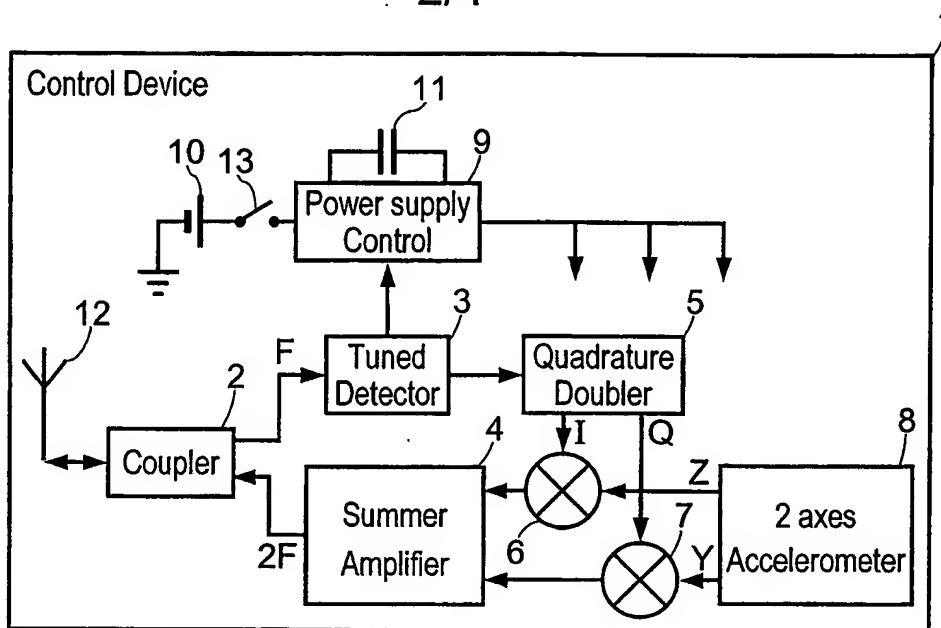 Control Device
11
10
13
9
Power supply
Control
12
3
5
F
Tuned
Detector
Quadrature
Doubler
2
4
I
Q
8
Coupler
Z
Summer
Amplifier
2 axes
Accelerometer
6
7
2F
Y